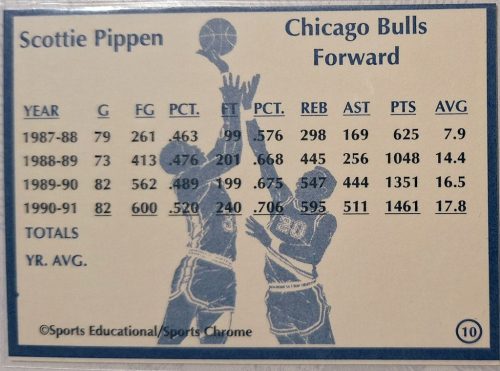 Scottie Pippen
Chicago Bulls
Forward
YEAR G FG PCT. FT PCT. REB AST PTS AVG
1987-88 79 261 .463 99 .576 298 169 625 7.9
1988-89 73 413 .476 201 .668 445 256 1048 14.4
1989-90 82 562 .489 199 .675 547 444 1351 16.5
1990-91 82 600 .520 240 .706 595 511 1461 17.8
TOTALS
YR. AVG.
20
©Sports Educational/Sports Chrome
10